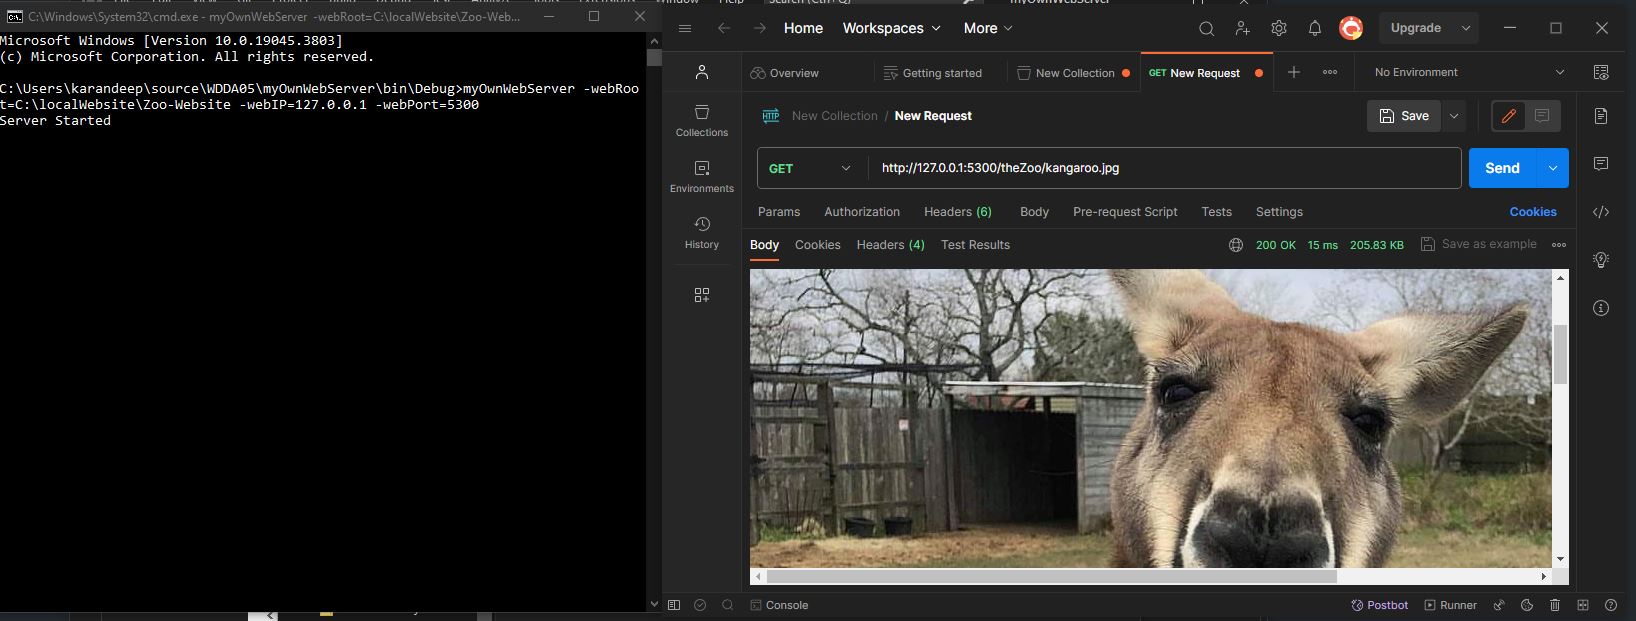 C:\Windows\System32\cmd.exe - myOwnWebServer -webRoot=C:\localWebsite\Zoo-Web...
Microsoft Windows [Version 10.0.19045.3803]
(c) Microsoft Corporation. All rights reserved.
C:\Users\karandeep\source\WDDA05\myOwnWebServer\bin\Debug>myOwnWebServer -webRoo
t=C:\localWebsite\Zoo-Website -webIP=127.0.0.1 -webPort=5300
Server Started
Home Workspaces More Upgrade
Overview Getting started New Collection GET New Request No Environment
HTTP New Collection / New Request Save
Collections
Environments
History
GET http://127.0.0.1:5300/theZoo/kangaroo.jpg Send
Params Authorization Headers (6) Body Pre-request Script Tests Settings Cookies
Body Cookies Headers (4) Test Results 200 OK 15 ms 205.83 KB Save as example
Console Postbot Runner